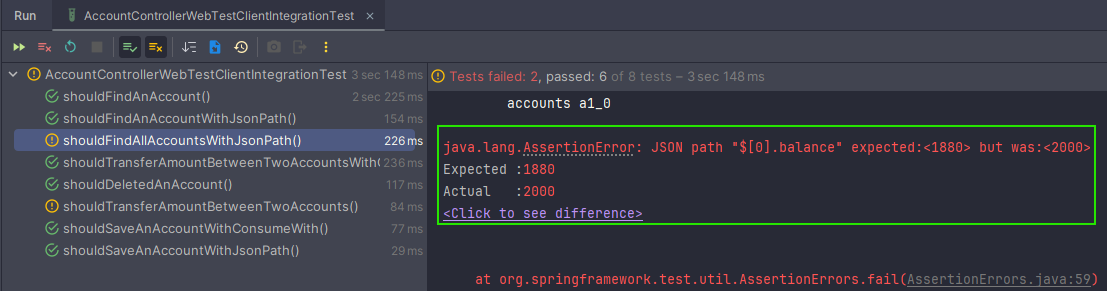 Run AccountControllerWebTestClientIntegrationTest
AccountControllerWebTestClientIntegrationTest 3 sec 148 ms
shouldFindAnAccount() 2 sec 225 ms
shouldFindAnAccountWithJsonPath() 154 ms
shouldFindAllAccountsWithJsonPath() 226 ms
shouldTransferAmountBetweenTwoAccountsWith 236 ms
shouldDeletedAnAccount() 117 ms
shouldTransferAmountBetweenTwoAccounts() 84 ms
shouldSaveAnAccountWithConsumeWith() 77 ms
shouldSaveAnAccountWithJsonPath() 29 ms
Tests failed: 2, passed: 6 of 8 tests – 3 sec 148 ms
accounts a1_0
java.lang.AssertionError: JSON path "$[0].balance" expected:<1880> but was:<2000>
Expected :1880
Actual   :2000
<Click to see difference>
at org.springframework.test.util.AssertionErrors.fail(AssertionErrors.java:59)